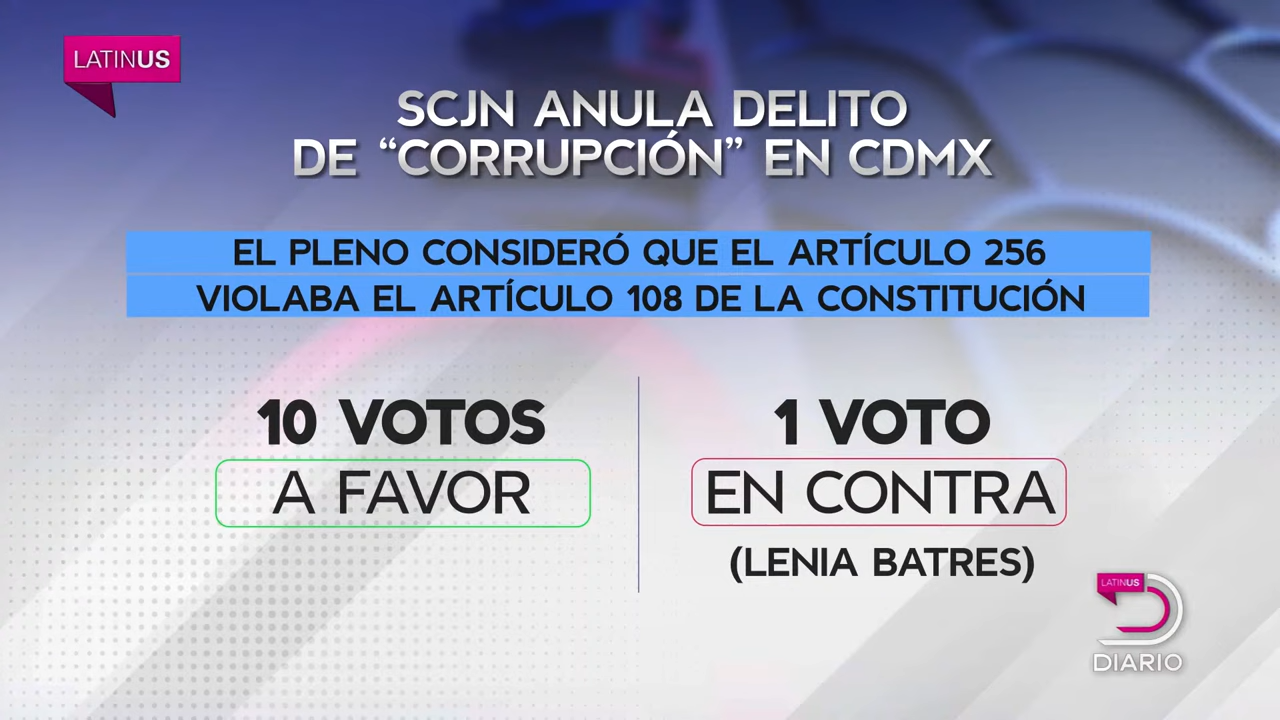 LATINUS
SCJN ANULA DELITO
DE “CORRUPCIÓN” EN CDMX
EL PLENO CONSIDERÓ QUE EL ARTÍCULO 256
VIOLABA EL ARTÍCULO 108 DE LA CONSTITUCIÓN
10 VOTOS
A FAVOR
1 VOTO
EN CONTRA
(LENIA BATRES)
LATINUS
DIARIO